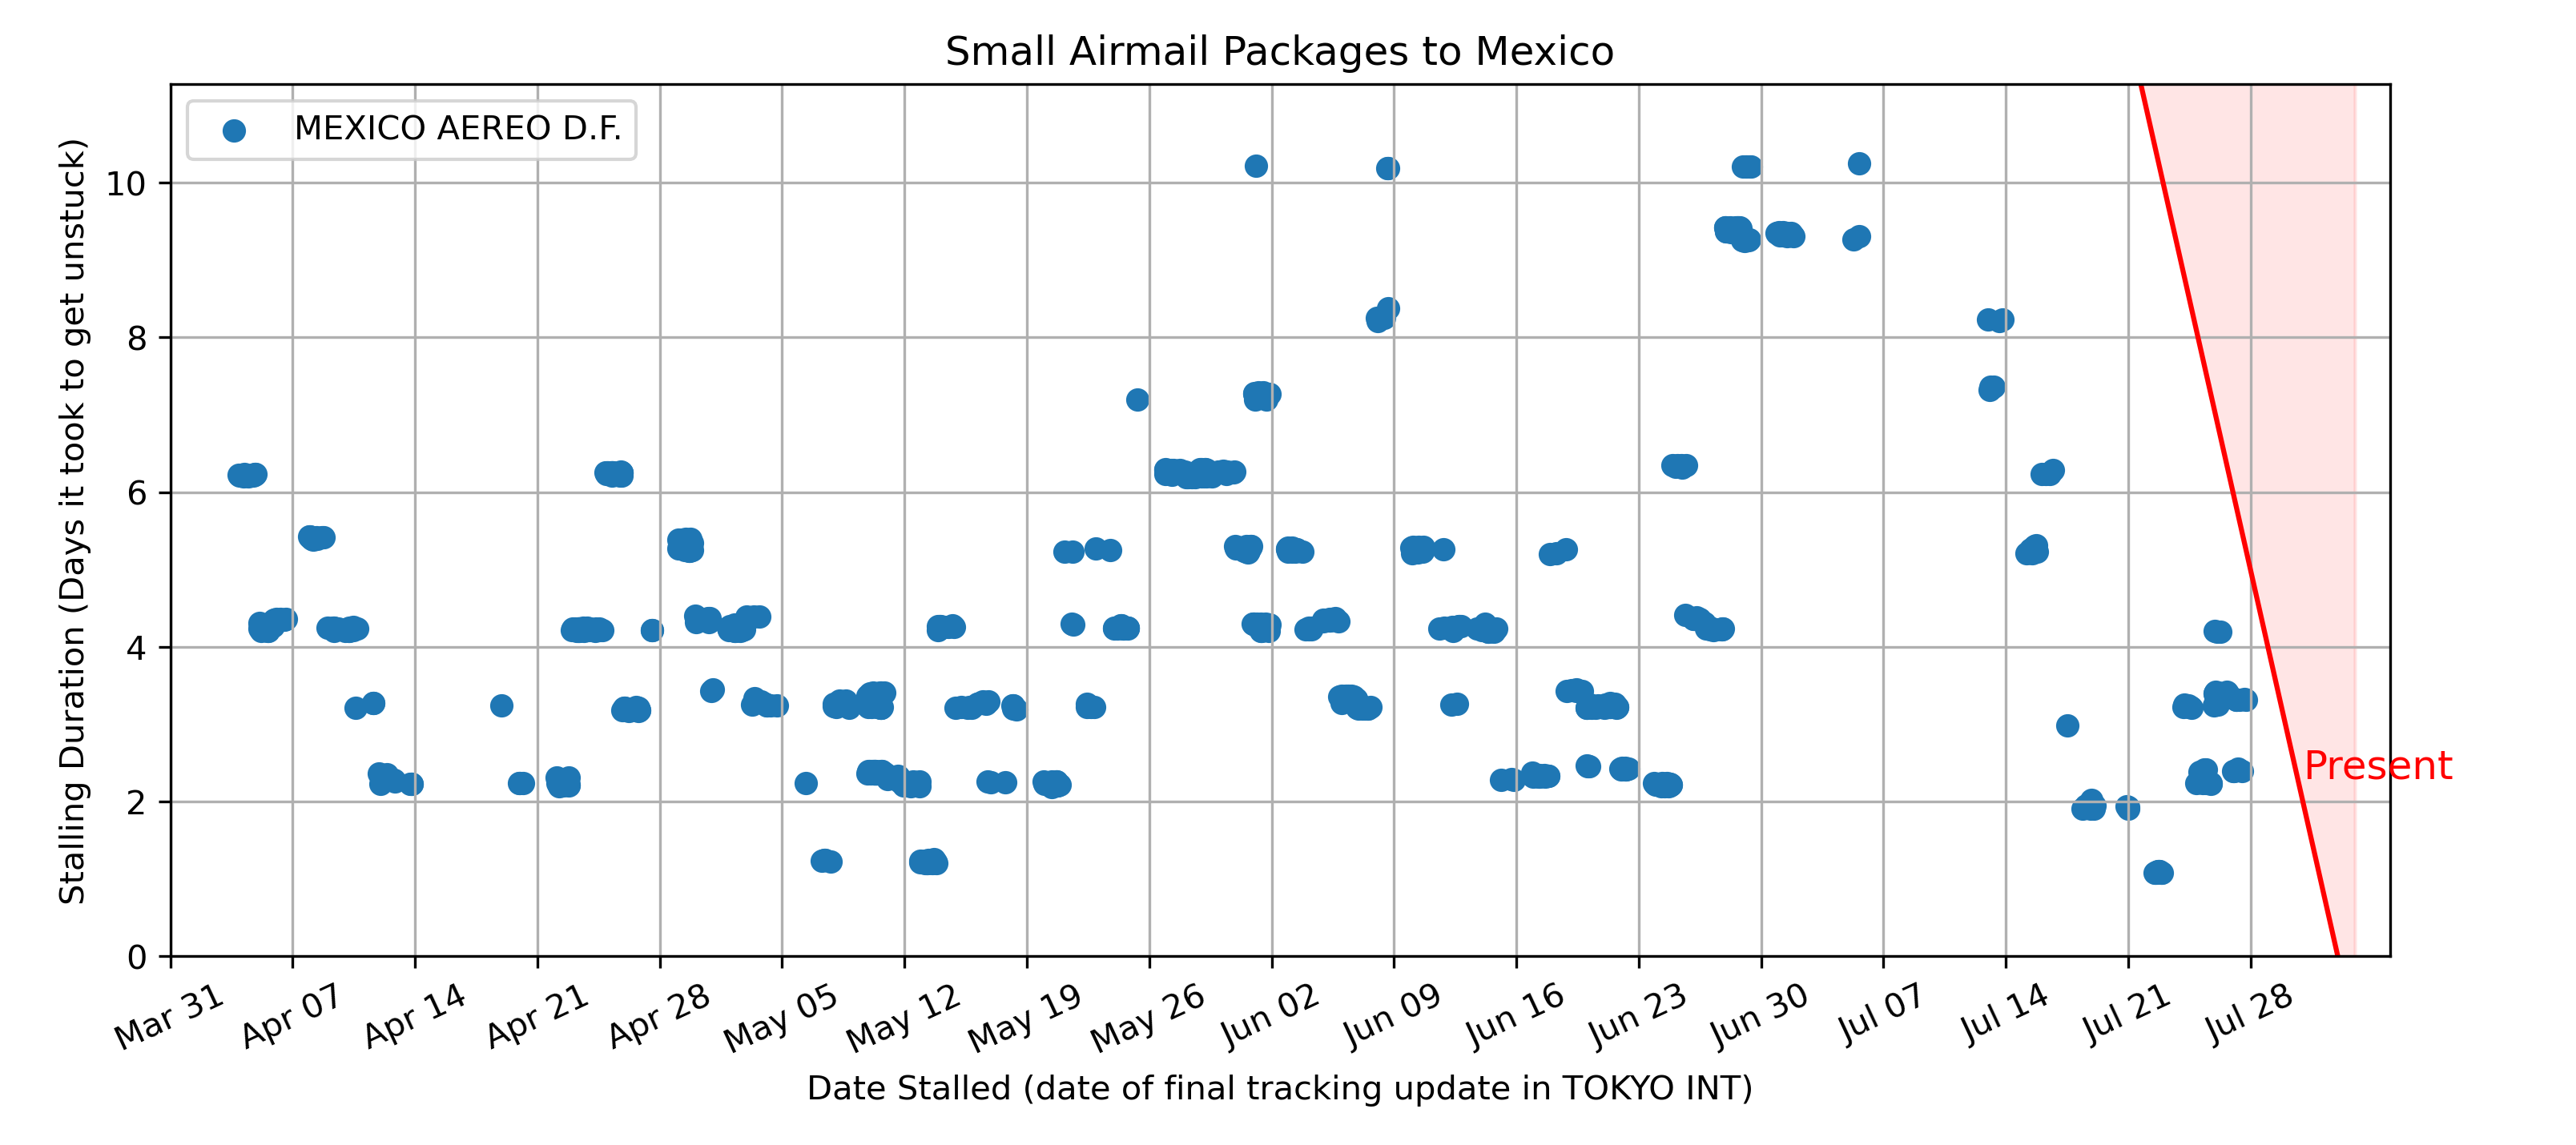 Small Airmail Packages to Mexico
MEXICO AEREO D.F.
Stalling Duration (Days it took to get unstuck)
10
8
6
4
2
0
Present
Mar 31
Apr 07
Apr 14
Apr 21
Apr 28
May 05
May 12
May 19
May 26
Jun 02
Jun 09
Jun 16
Jun 23
Jun 30
Jul 07
Jul 14
Jul 21
Jul 28
Date Stalled (date of final tracking update in TOKYO INT)